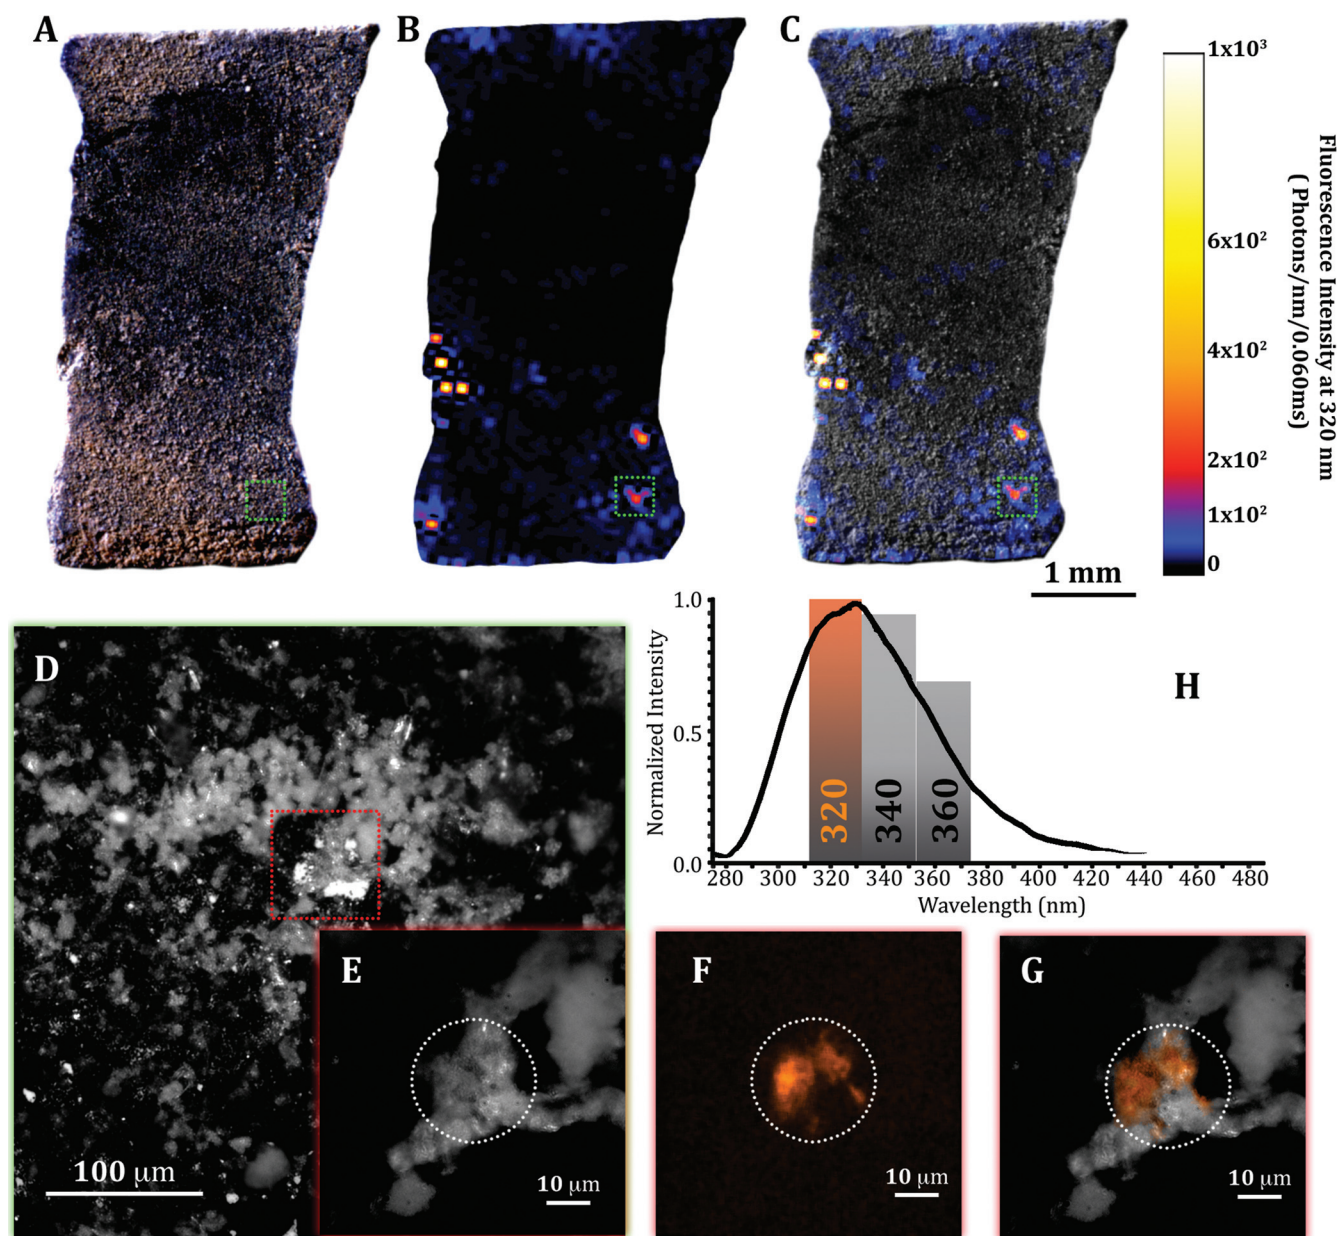 A
B
C
1x10³
6x10²
4x10²
2x10²
1x10²
0
Fluorescence Intensity at 320 nm
( Photons/nm/0.060ms)
1 mm
D
100 µm
E
10 µm
F
10 µm
G
10 µm
H
Normalized Intensity
1.0
0.5
0.0
320
340
360
280 300 320 340 360 380 400 420 440 460 480
Wavelength (nm)